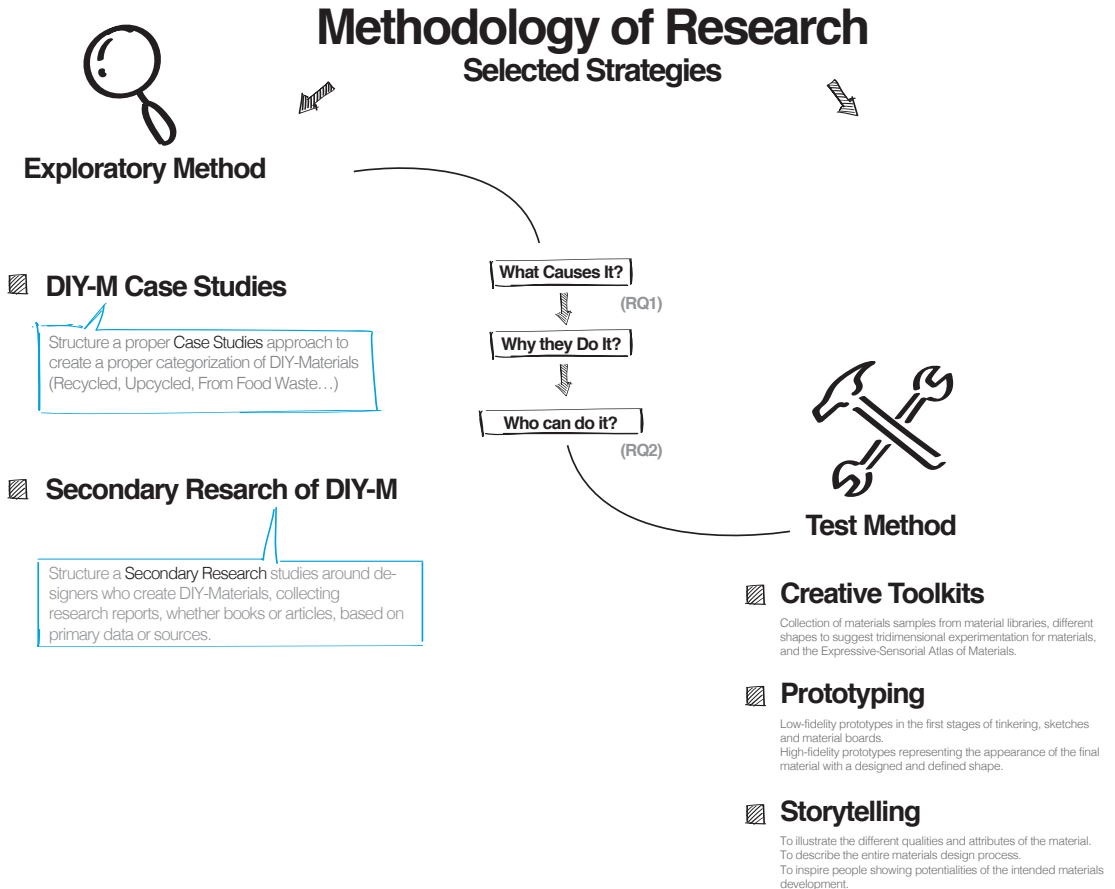 Methodology of Research
Selected Strategies
Exploratory Method
DIY-M Case Studies
Structure a proper Case Studies approach to
create a proper categorization of DIY-Materials
(Recycled, Upcycled, From Food Waste…)
Secondary Resarch of DIY-M
Structure a Secondary Research studies around de-
signers who create DIY-Materials, collecting
research reports, whether books or articles, based on
primary data or sources.
What Causes It?
(RQ1)
Why they Do It?
Who can do it?
(RQ2)
Test Method
Creative Toolkits
Collection of materials samples from material libraries, different
shapes to suggest tridimensional experimentation for materials,
and the Expressive-Sensorial Atlas of Materials.
Prototyping
Low-fidelity prototypes in the first stages of tinkering, sketches
and material boards.
High-fidelity prototypes representing the appearance of the final
material with a designed and defined shape.
Storytelling
To illustrate the different qualities and attributes of the material.
To describe the entire materials design process.
To inspire people showing potentialities of the intended materials
development.